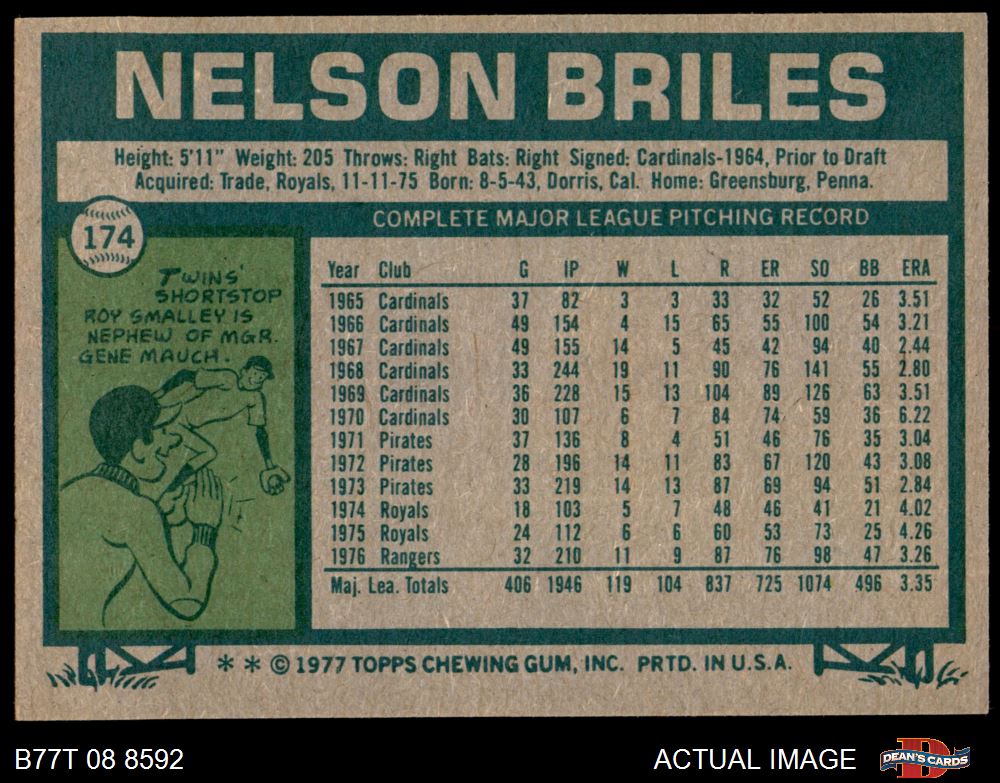 NELSON BRILES
Height: 5'11" Weight: 205 Throws: Right Bats: Right Signed: Cardinals-1964, Prior to Draft
Acquired: Trade, Royals, 11-11-75 Born: 8-5-43, Dorris, Cal. Home: Greensburg, Penna.
174
TWINS'
SHORTSTOP
ROY SMALLEY IS
NEPHEW OF MGR.
GENE MAUCH.
COMPLETE MAJOR LEAGUE PITCHING RECORD
Year Club G IP W L R ER SO BB ERA
1965 Cardinals 37 82 3 3 33 32 52 26 3.51
1966 Cardinals 49 154 4 15 65 55 100 54 3.21
1967 Cardinals 49 155 14 5 45 42 94 40 2.44
1968 Cardinals 33 244 19 11 90 76 141 55 2.80
1969 Cardinals 36 228 15 13 104 89 126 63 3.51
1970 Cardinals 30 107 6 7 84 74 59 36 6.22
1971 Pirates 37 136 8 4 51 46 76 35 3.04
1972 Pirates 28 196 14 11 83 67 120 43 3.08
1973 Pirates 33 219 14 13 87 69 94 51 2.84
1974 Royals 18 103 5 7 48 46 41 21 4.02
1975 Royals 24 112 6 6 60 53 73 25 4.26
1976 Rangers 32 210 11 9 87 76 98 47 3.26
Maj. Lea. Totals 406 1946 119 104 837 725 1074 496 3.35
* * © 1977 TOPPS CHEWING GUM, INC. PRTD. IN U.S.A.
B77T 08 8592
ACTUAL IMAGE
DEAN'S CARDS